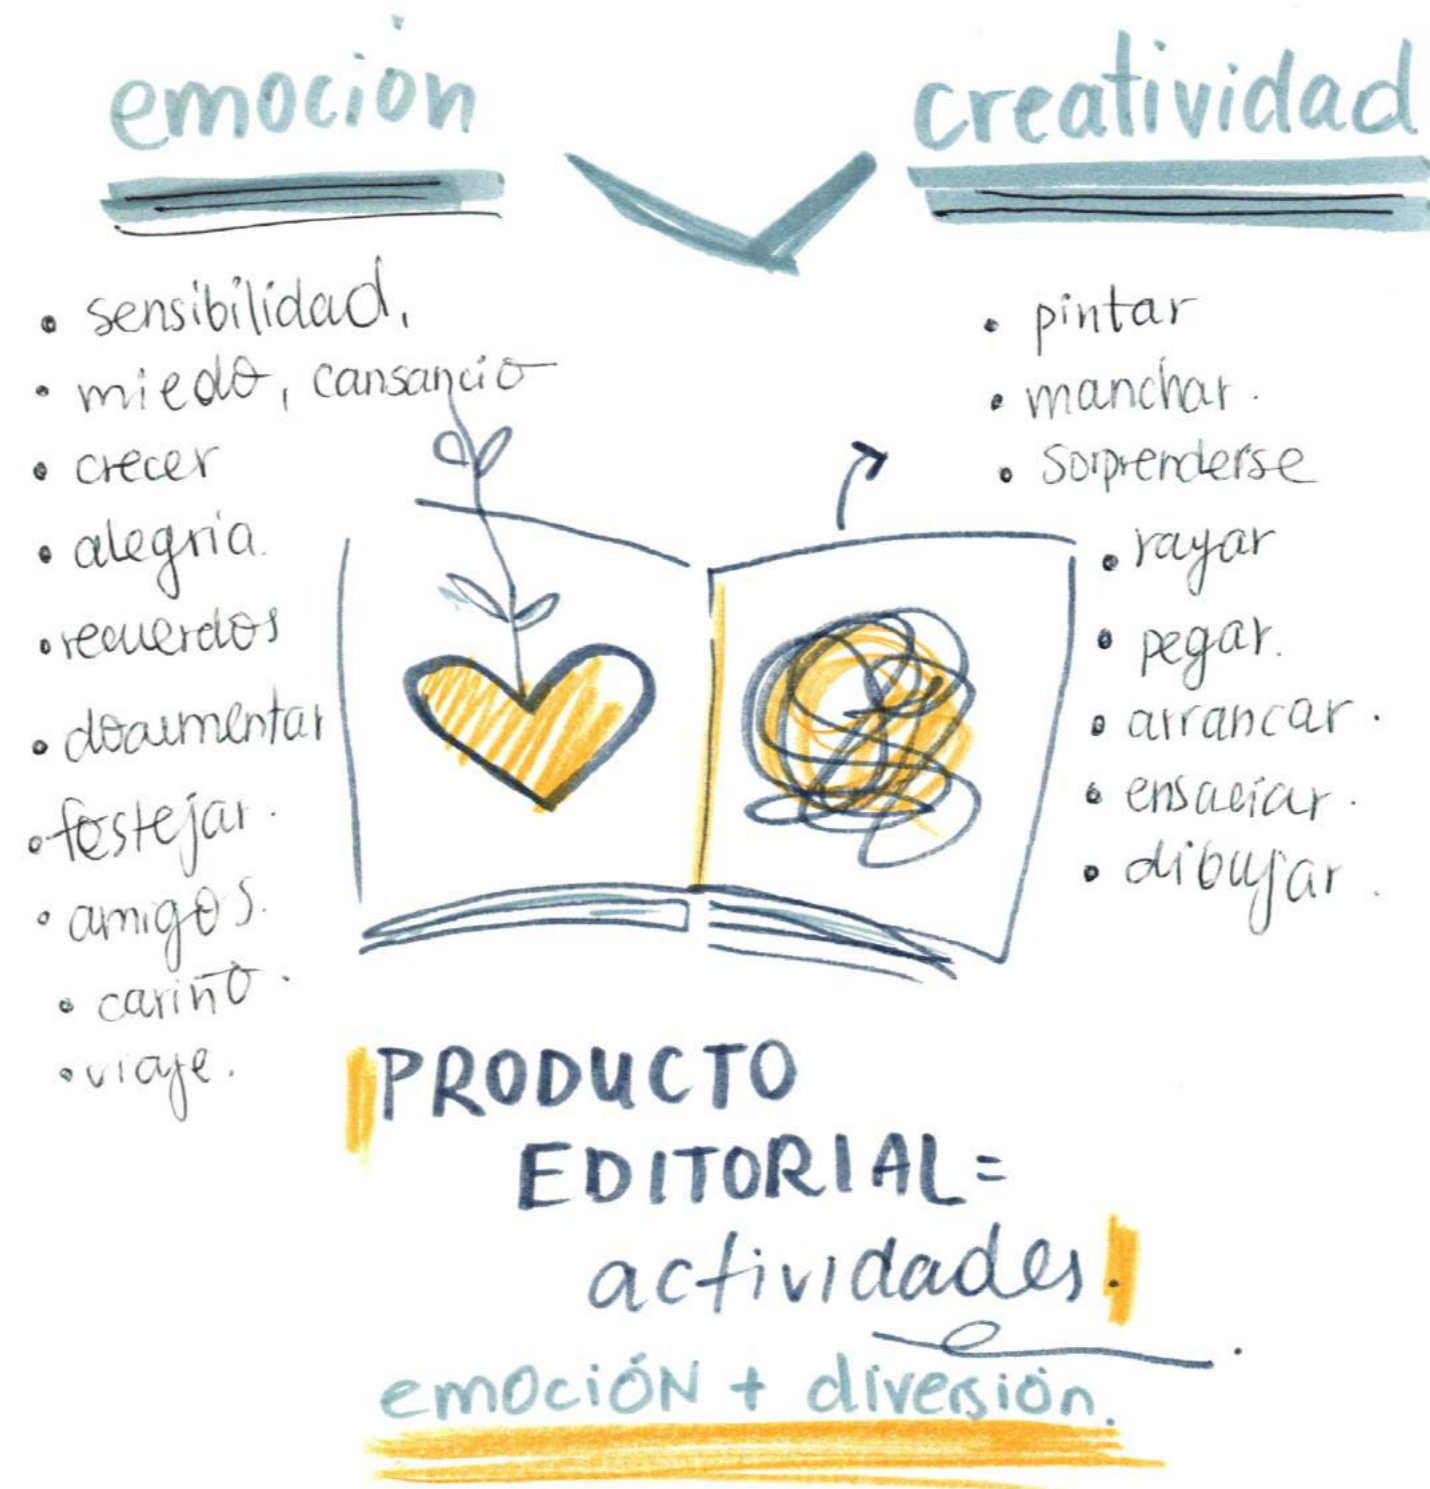 emoción
sensibilidad,
miedo, cansancio
crecer
alegria.
recuerdos
documentar
festejar.
amigos.
cariño.
viaje.
creatividad
pintar
manchar.
sorprenderse
rayar
pegar.
arrancar.
ensuciar.
dibujar.
PRODUCTO
EDITORIAL=
actividades.
emocióN + diversión.